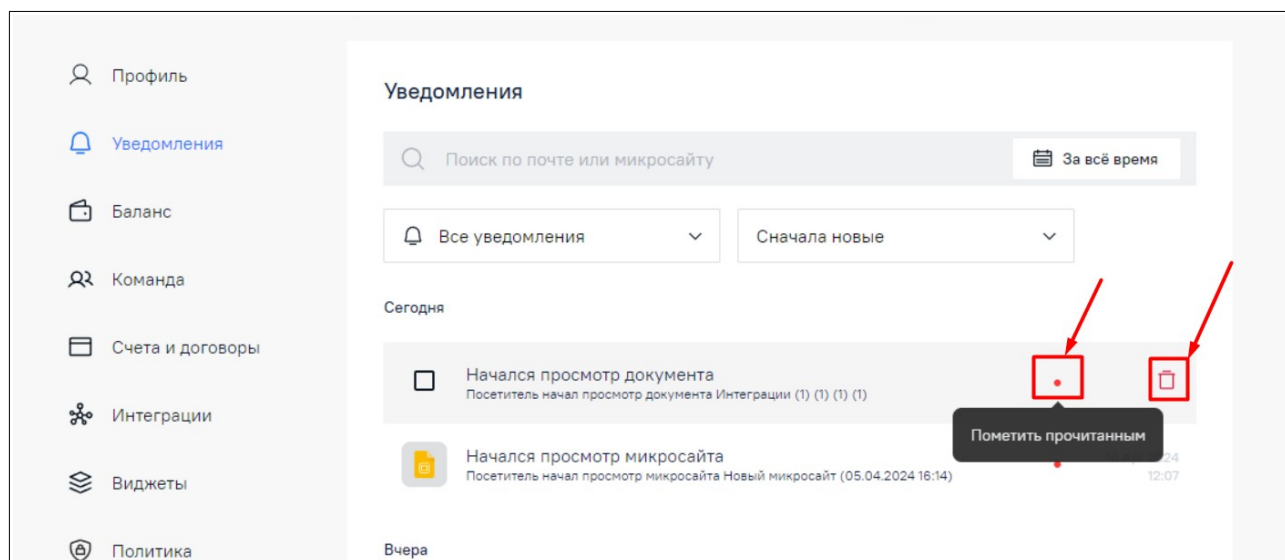 Профиль
Уведомления
Баланс
Команда
Счета и договоры
Интеграции
Виджеты
Политика
Уведомления
Поиск по почте или микросайту
За всё время
Все уведомления
Сначала новые
Сегодня
Начался просмотр документа
Посетитель начал просмотр документа Интеграции (1) (1) (1) (1)
Пометить прочитанным
Начался просмотр микросайта
Посетитель начал просмотр микросайта Новый микросайт (05.04.2024 16:14)
12:07
Вчера